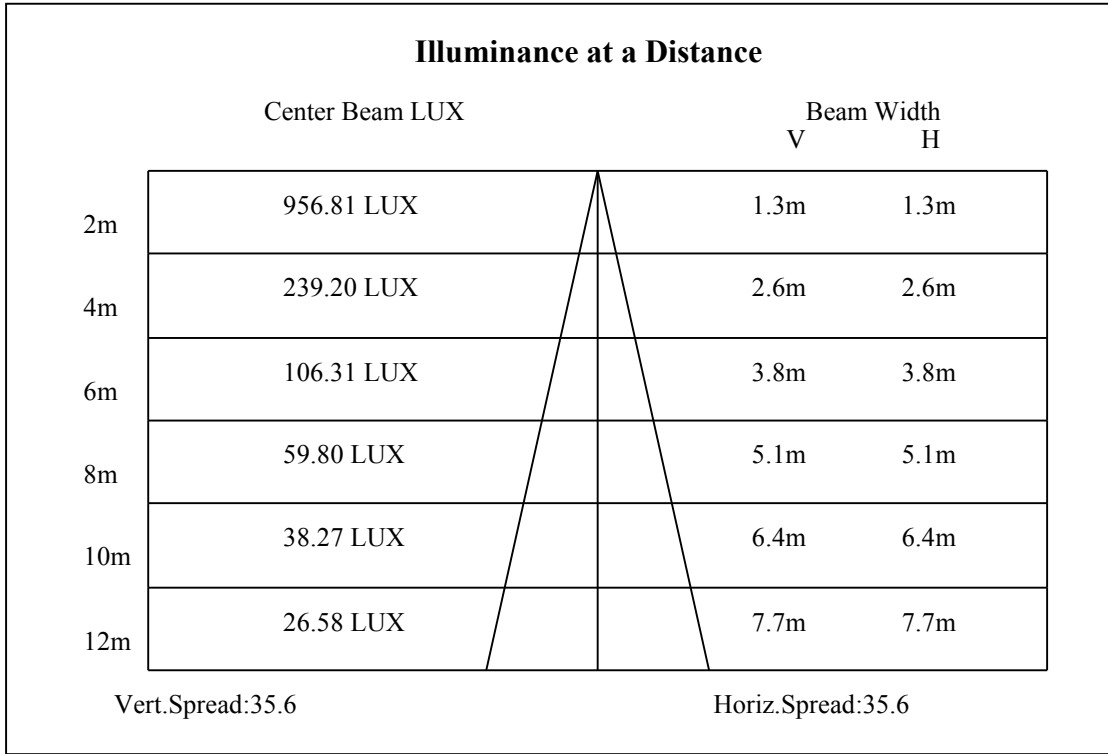 Illuminance at a Distance
Center Beam LUX Beam Width
V H
2m 956.81 LUX 1.3m 1.3m
4m 239.20 LUX 2.6m 2.6m
6m 106.31 LUX 3.8m 3.8m
8m 59.80 LUX 5.1m 5.1m
10m 38.27 LUX 6.4m 6.4m
12m 26.58 LUX 7.7m 7.7m
Vert.Spread:35.6 Horiz.Spread:35.6